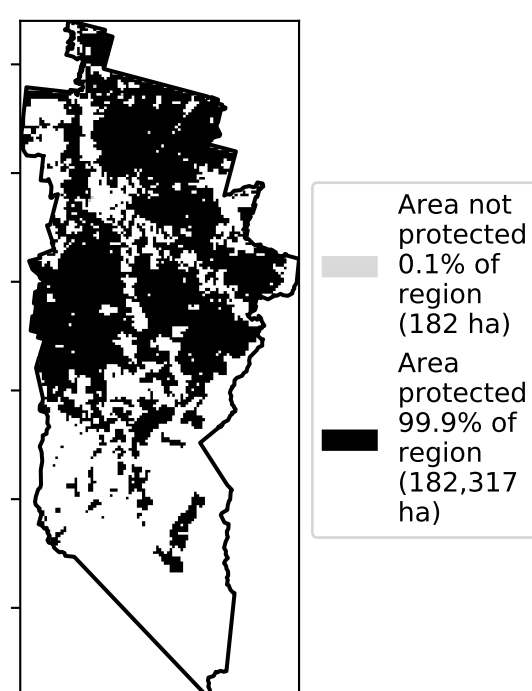 Area not
protected
0.1% of
region
(182 ha)
Area
protected
99.9% of
region
(182,317
ha)